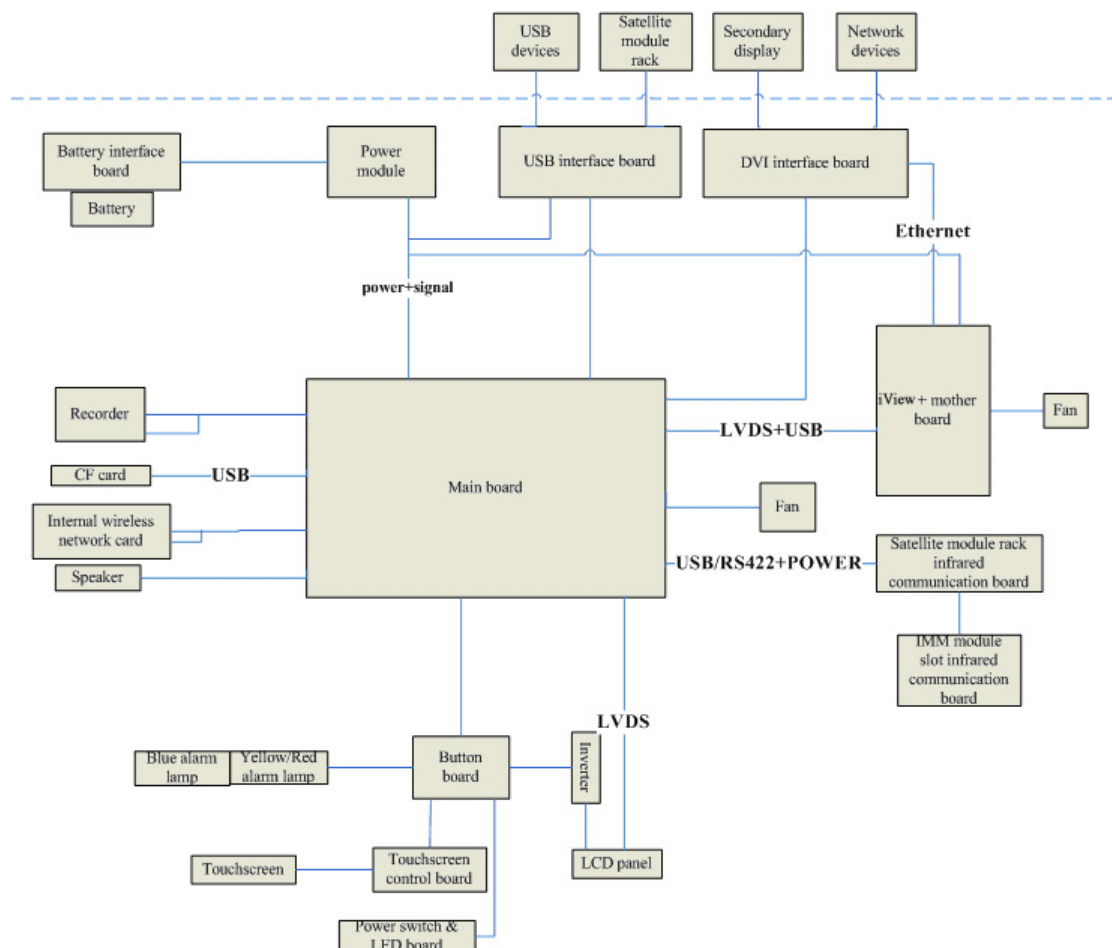 USB
devices
Satellite
module
rack
Secondary
display
Network
devices
Battery interface
board
Battery
Power
module
USB interface board
DVI interface board
Ethernet
power+signal
Recorder
CF card
USB
Internal wireless
network card
Speaker
Main board
LVDS+USB
iView+ mother
board
Fan
Fan
USB/RS422+POWER
Satellite module rack
infrared
communication board
IMM module
slot infrared
communication
board
LVDS
Blue alarm
lamp
Yellow/Red
alarm lamp
Button
board
Inverter
LCD panel
Touchscreen
Touchscreen
control board
Power switch &
LED board